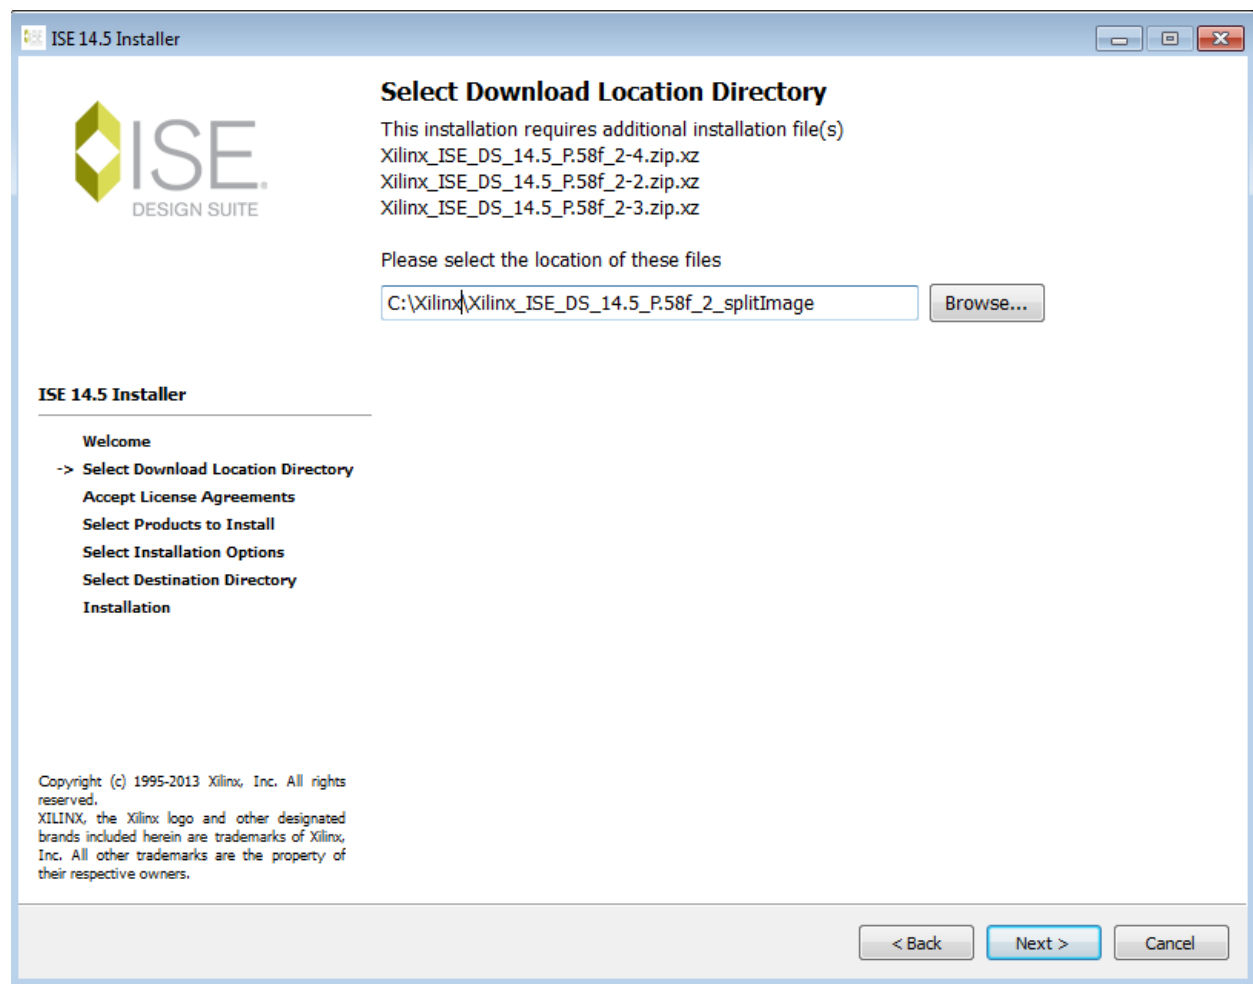 ISE 14.5 Installer
ISE
DESIGN SUITE
Select Download Location Directory
This installation requires additional installation file(s)
Xilinx_ISE_DS_14.5_P.58f_2-4.zip.xz
Xilinx_ISE_DS_14.5_P.58f_2-2.zip.xz
Xilinx_ISE_DS_14.5_P.58f_2-3.zip.xz
Please select the location of these files
C:\Xilinx\Xilinx_ISE_DS_14.5_P.58f_2_splitImage
Browse...
ISE 14.5 Installer
Welcome
-> Select Download Location Directory
Accept License Agreements
Select Products to Install
Select Installation Options
Select Destination Directory
Installation
Copyright (c) 1995-2013 Xilinx, Inc. All rights
reserved.
XILINX, the Xilinx logo and other designated
brands included herein are trademarks of Xilinx,
Inc. All other trademarks are the property of
their respective owners.
< Back
Next >
Cancel